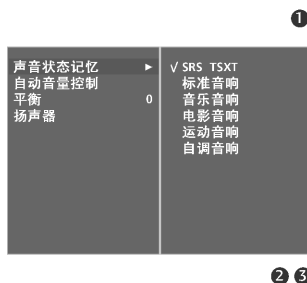 ❶
声音状态记忆 ▶
自动音量控制
平衡 0
扬声器
√ SRS TSXT
标准音响
音乐音响
电影音响
运动音响
自调音响
❷ ❸